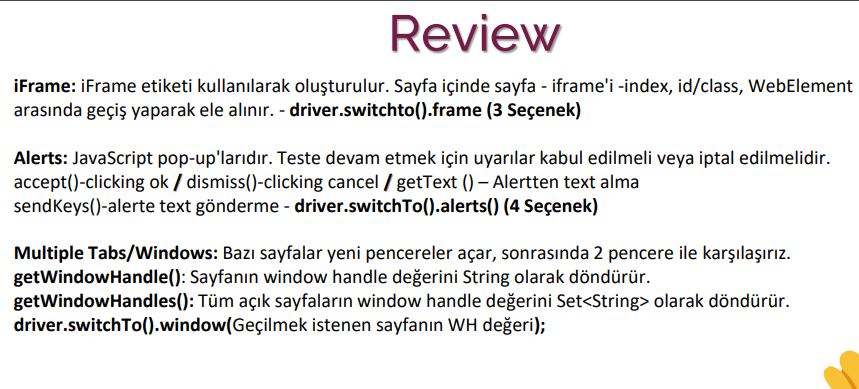 Review
iFrame: iFrame etiketi kullanılarak oluşturulur. Sayfa içinde sayfa - iframe'i -index, id/class, WebElement
arasında geçiş yaparak ele alınır. - driver.switchto().frame (3 Seçenek)
Alerts: JavaScript pop-up'larıdır. Teste devam etmek için uyarılar kabul edilmeli veya iptal edilmelidir.
accept()-clicking ok / dismiss()-clicking cancel / getText () – Alertten text alma
sendKeys()-alerte text gönderme - driver.switchTo().alerts() (4 Seçenek)
Multiple Tabs/Windows: Bazı sayfalar yeni pencereler açar, sonrasında 2 pencere ile karşılaşırız.
getWindowHandle(): Sayfanın window handle değerini String olarak döndürür.
getWindowHandles(): Tüm açık sayfaların window handle değerini Set<String> olarak döndürür.
driver.switchTo().window(Geçilmek istenen sayfanın WH değeri);